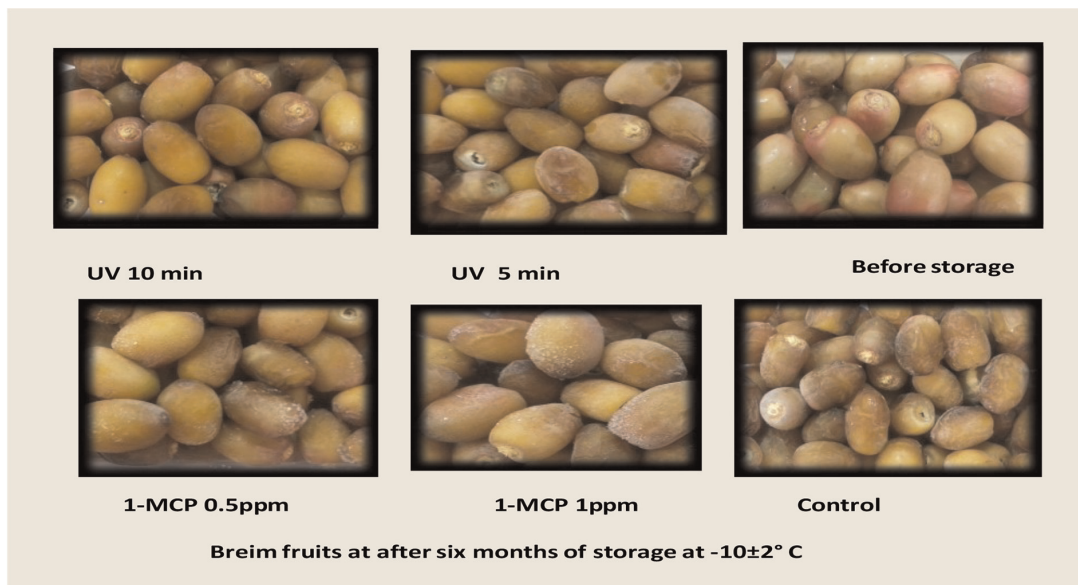 UV 10 min
UV 5 min
Before storage
1-MCP 0.5ppm
1-MCP 1ppm
Control
Breim fruits at after six months of storage at -10±2° C